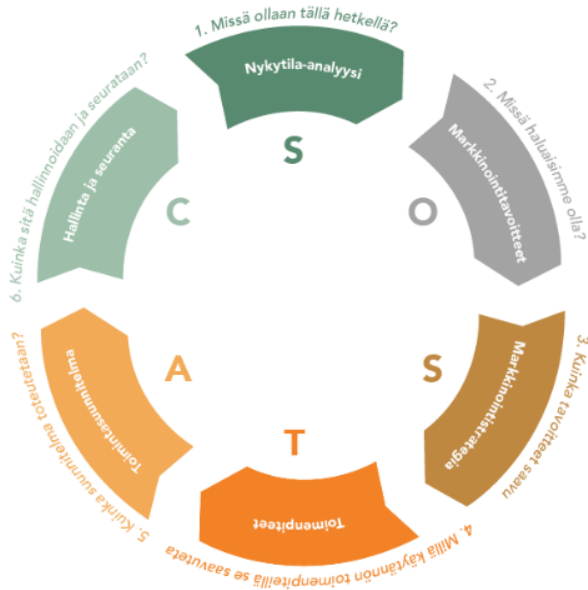 1. Missä ollaan tällä hetkellä?
Nykytila-analyysi
S
2. Missä haluaisimme olla?
Markkinointitavoitteet
O
3. Kuinka tavoitteet saavu
Markkinointistrategia
S
4. Millä käytännön toimenpiteillä se saavuteta
Toimenpiteet
T
5. Kuinka suunnitelma toteutetaan?
Toimintasuunnitelma
A
6. Kuinka sitä hallinnoidaan ja seurataan?
Hallinta ja seuranta
C